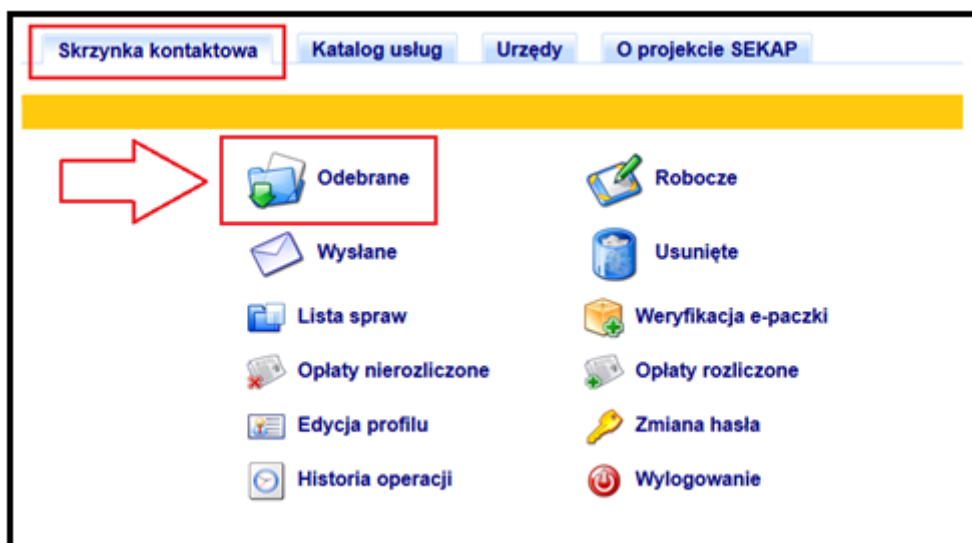 Skrzynka kontaktowa Katalog usług Urzędy O projekcie SEKAP
Odebrane Robocze
Wysłane Usunięte
Lista spraw Weryfikacja e-paczki
Opłaty nierozliczone Opłaty rozliczone
Edycja profilu Zmiana hasła
Historia operacji Wylogowanie